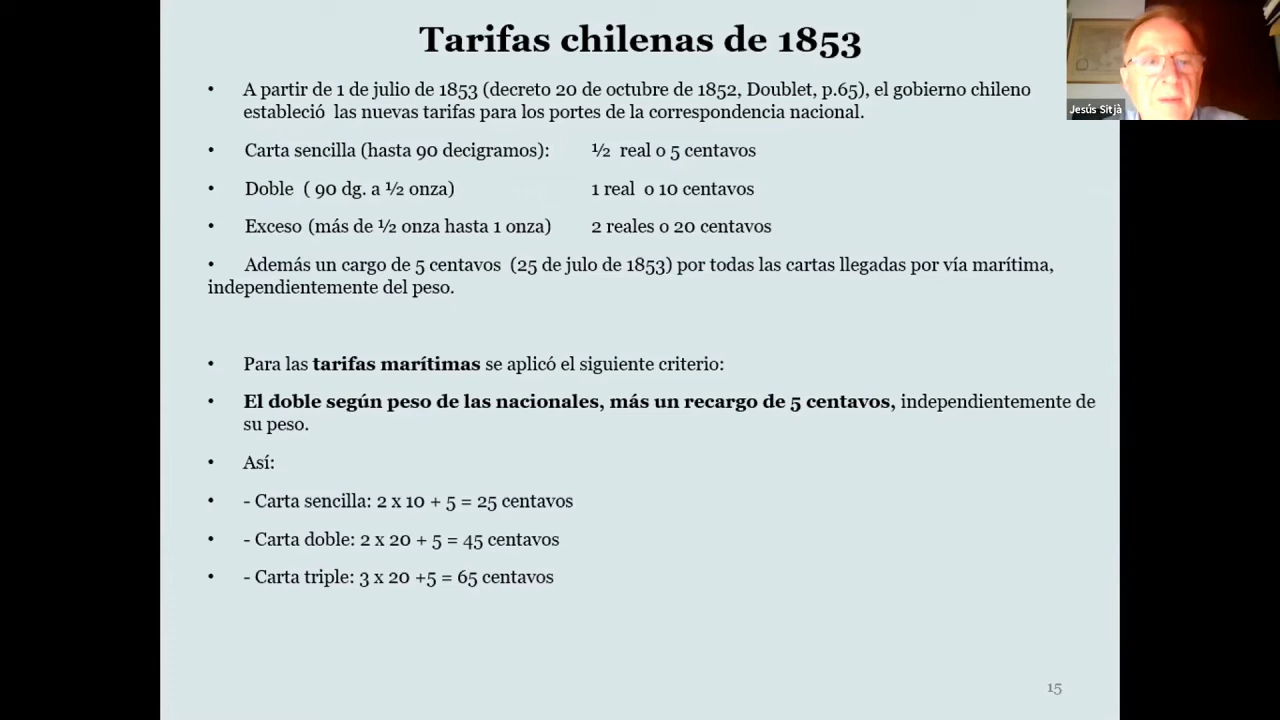 Tarifas chilenas de 1853
Jesús Sitjà
• A partir de 1 de julio de 1853 (decreto 20 de octubre de 1852, Doublet, p.65), el gobierno chileno
estableció las nuevas tarifas para los portes de la correspondencia nacional.
• Carta sencilla (hasta 90 decigramos): ½ real o 5 centavos
• Doble ( 90 dg. a ½ onza) 1 real o 10 centavos
• Exceso (más de ½ onza hasta 1 onza) 2 reales o 20 centavos
• Además un cargo de 5 centavos (25 de julo de 1853) por todas las cartas llegadas por vía marítima,
independientemente del peso.
• Para las tarifas marítimas se aplicó el siguiente criterio:
• El doble según peso de las nacionales, más un recargo de 5 centavos, independientemente de
su peso.
• Así:
• - Carta sencilla: 2 x 10 + 5 = 25 centavos
• - Carta doble: 2 x 20 + 5 = 45 centavos
• - Carta triple: 3 x 20 +5 = 65 centavos
15